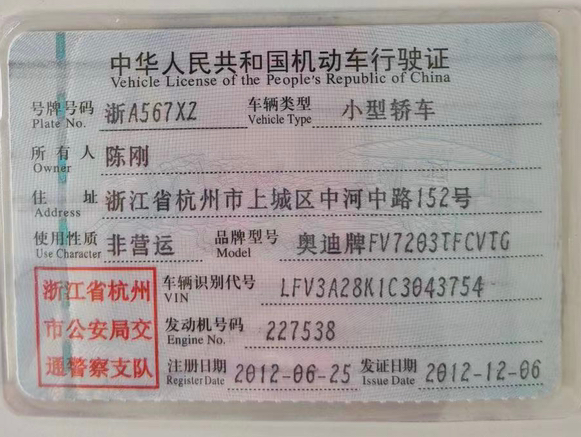 中华人民共和国机动车行驶证
Vehicle License of the People's Republic of China
号牌号码 浙A567XZ 车辆类型 小型轿车
Plate No. Vehicle Type
所有人 陈刚
Owner
住址 浙江省杭州市上城区中河中路152号
Address
使用性质 非营运 品牌型号 奥迪牌FV7203TFCVTG
Use Character Model
浙江省杭州
市公安局交
通警察支队
车辆识别代号 LFV3A28K1C3043754
VIN
发动机号码 227538
Engine No.
注册日期 2012-06-25 发证日期 2012-12-06
Register Date Issue Date